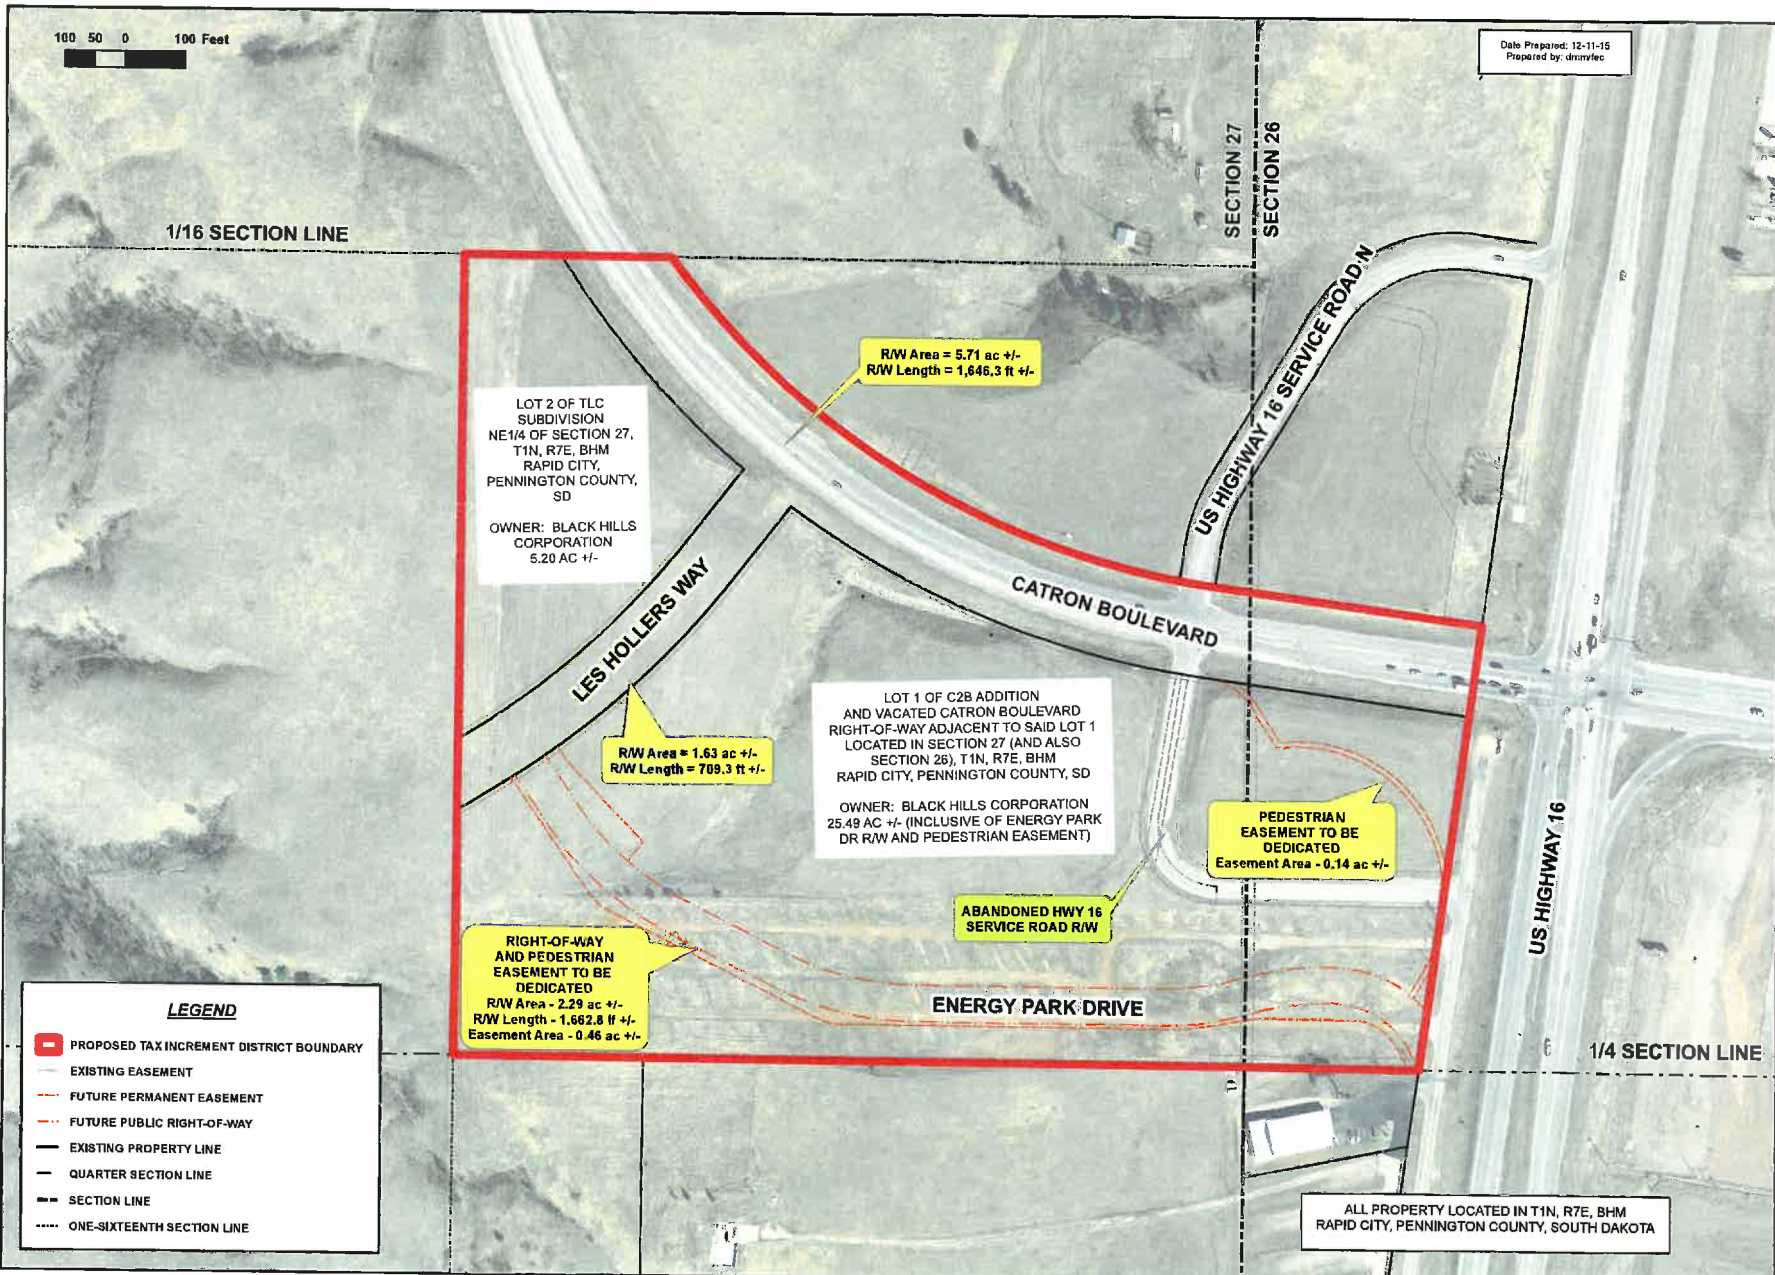 100 50 0 100 Feet
Date Prepared: 12-11-15
Prepared by: dmm/fec
SECTION 27
SECTION 26
1/16 SECTION LINE
US HIGHWAY 16 SERVICE ROAD N
R/W Area = 5.71 ac +/-
R/W Length = 1,646.3 ft +/-
LOT 2 OF TLC
SUBDIVISION
NE1/4 OF SECTION 27,
T1N, R7E, BHM
RAPID CITY,
PENNINGTON COUNTY,
SD
OWNER: BLACK HILLS
CORPORATION
5.20 AC +/-
LES HOLLERS WAY
CATRON BOULEVARD
R/W Area = 1.63 ac +/-
R/W Length = 709.3 ft +/-
LOT 1 OF C2B ADDITION
AND VACATED CATRON BOULEVARD
RIGHT-OF-WAY ADJACENT TO SAID LOT 1
LOCATED IN SECTION 27 (AND ALSO
SECTION 26), T1N, R7E, BHM
RAPID CITY, PENNINGTON COUNTY, SD
OWNER: BLACK HILLS CORPORATION
25.49 AC +/- (INCLUSIVE OF ENERGY PARK
DR R/W AND PEDESTRIAN EASEMENT)
PEDESTRIAN
EASEMENT TO BE
DEDICATED
Easement Area - 0.14 ac +/-
US HIGHWAY 16
ABANDONED HWY 16
SERVICE ROAD R/W
RIGHT-OF-WAY
AND PEDESTRIAN
EASEMENT TO BE
DEDICATED
R/W Area - 2.29 ac +/-
R/W Length - 1,662.8 lf +/-
Easement Area - 0.46 ac +/-
ENERGY PARK DRIVE
1/4 SECTION LINE
LEGEND
PROPOSED TAX INCREMENT DISTRICT BOUNDARY
EXISTING EASEMENT
FUTURE PERMANENT EASEMENT
FUTURE PUBLIC RIGHT-OF-WAY
EXISTING PROPERTY LINE
QUARTER SECTION LINE
SECTION LINE
ONE-SIXTEENTH SECTION LINE
ALL PROPERTY LOCATED IN T1N, R7E, BHM
RAPID CITY, PENNINGTON COUNTY, SOUTH DAKOTA